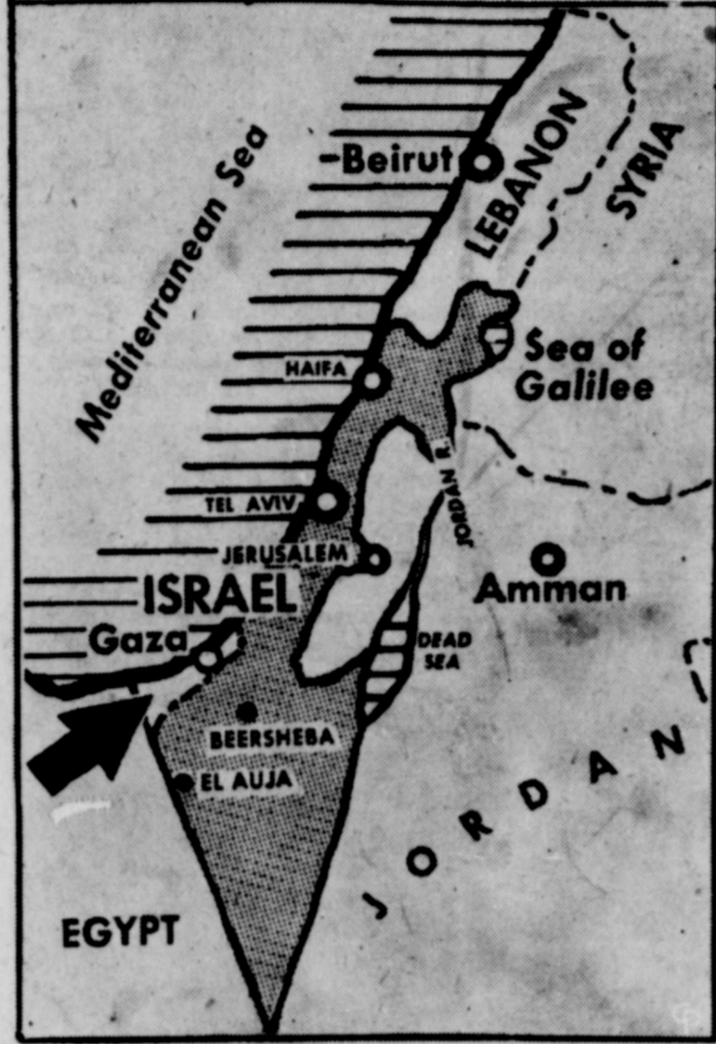 Mediterranean Sea
-Beirut
LEBANON
SYRIA
HAIFA
Sea of
Galilee
TEL AVIV
JORDAN R.
JERUSALEM
ISRAEL
Amman
Gaza
DEAD
SEA
BEERSHEBA
EL AUJA
JORDAN
EGYPT